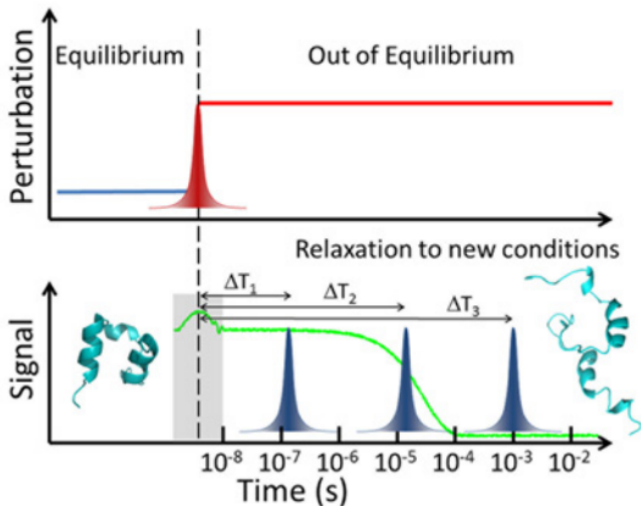 Equilibrium
Out of Equilibrium
Perturbation
Relaxation to new conditions
ΔT₁
ΔT₂
ΔT₃
Signal
10⁻⁸ 10⁻⁷ 10⁻⁶ 10⁻⁵ 10⁻⁴ 10⁻³ 10⁻²
Time (s)